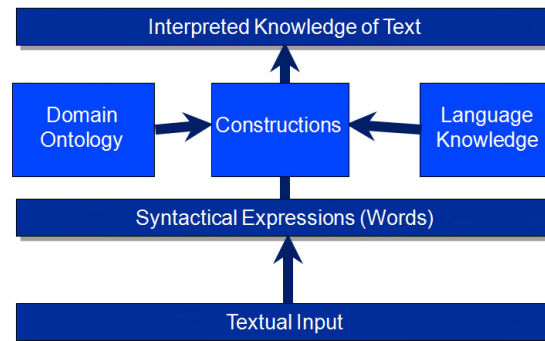 Interpreted Knowledge of Text
Domain
Ontology
Constructions
Language
Knowledge
Syntactical Expressions (Words)
Textual Input